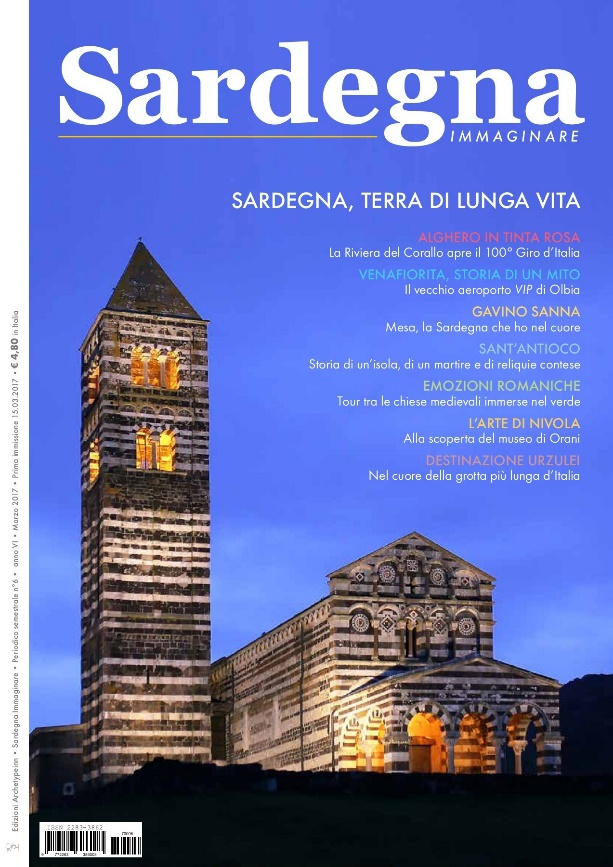 Sardegna
IMMAGINARE
SARDEGNA, TERRA DI LUNGA VITA
ALGHERO IN TINTA ROSA
La Riviera del Corallo apre il 100° Giro d'Italia
VENAFIORITA, STORIA DI UN MITO
Il vecchio aeroporto VIP di Olbia
GAVINO SANNA
Mesa, la Sardegna che ho nel cuore
SANT'ANTIOCO
Storia di un'isola, di un martire e di reliquie contese
EMOZIONI ROMANICHE
Tour tra le chiese medievali immerse nel verde
L'ARTE DI NIVOLA
Alla scoperta del museo di Orani
DESTINAZIONE URZULEI
Nel cuore della grotta più lunga d'Italia
Edizioni Archetypeinn • Sardegna Immaginare • Periodico semestrale n°6 • anno VI • Marzo 2017 • Prima immissione 15.03.2017 • € 4,80 in Italia